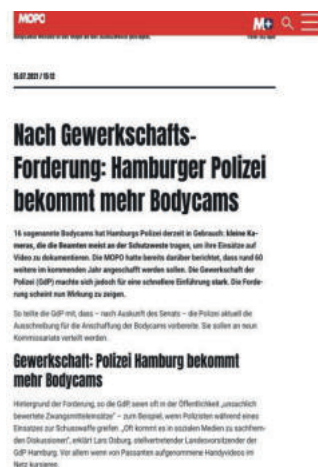 MOPO
M+
15.07.2021 / 15:12
Nach Gewerkschafts-
Forderung: Hamburger Polizei
bekommt mehr Bodycams
16 sogenannte Bodycams hat Hamburgs Polizei derzeit in Gebrauch: kleine Ka-
meras, die die Beamten meist an der Schutzweste tragen, um ihre Einsätze auf
Video zu dokumentieren. Die MOPO hatte bereits darüber berichtet, dass rund 60
weitere im kommenden Jahr angeschafft werden sollen. Die Gewerkschaft der
Polizei (GdP) machte sich jedoch für eine schnellere Einführung stark. Die Forde-
rung scheint nun Wirkung zu zeigen.
So teilte die GdP mit, dass – nach Auskunft des Senats – die Polizei aktuell die
Ausschreibung für die Anschaffung der Bodycams vorbereite. Sie sollen an neun
Kommissariate verteilt werden.
Gewerkschaft: Polizei Hamburg bekommt
mehr Bodycams
Hintergrund der Forderung, so die GdP, seien oft in der Öffentlichkeit „unsachlich
bewertete Zwangsmitteleinsätze“ – zum Beispiel, wenn Polizisten während eines
Einsatzes zur Schusswaffe greifen. „Oft kommt es in sozialen Medien zu sachfrem-
den Diskussionen“, erklärt Lars Osburg, stellvertretender Landesvorsitzender der
GdP Hamburg. Vor allem wenn von Passanten aufgenommene Handyvideos im
Netz kursieren.